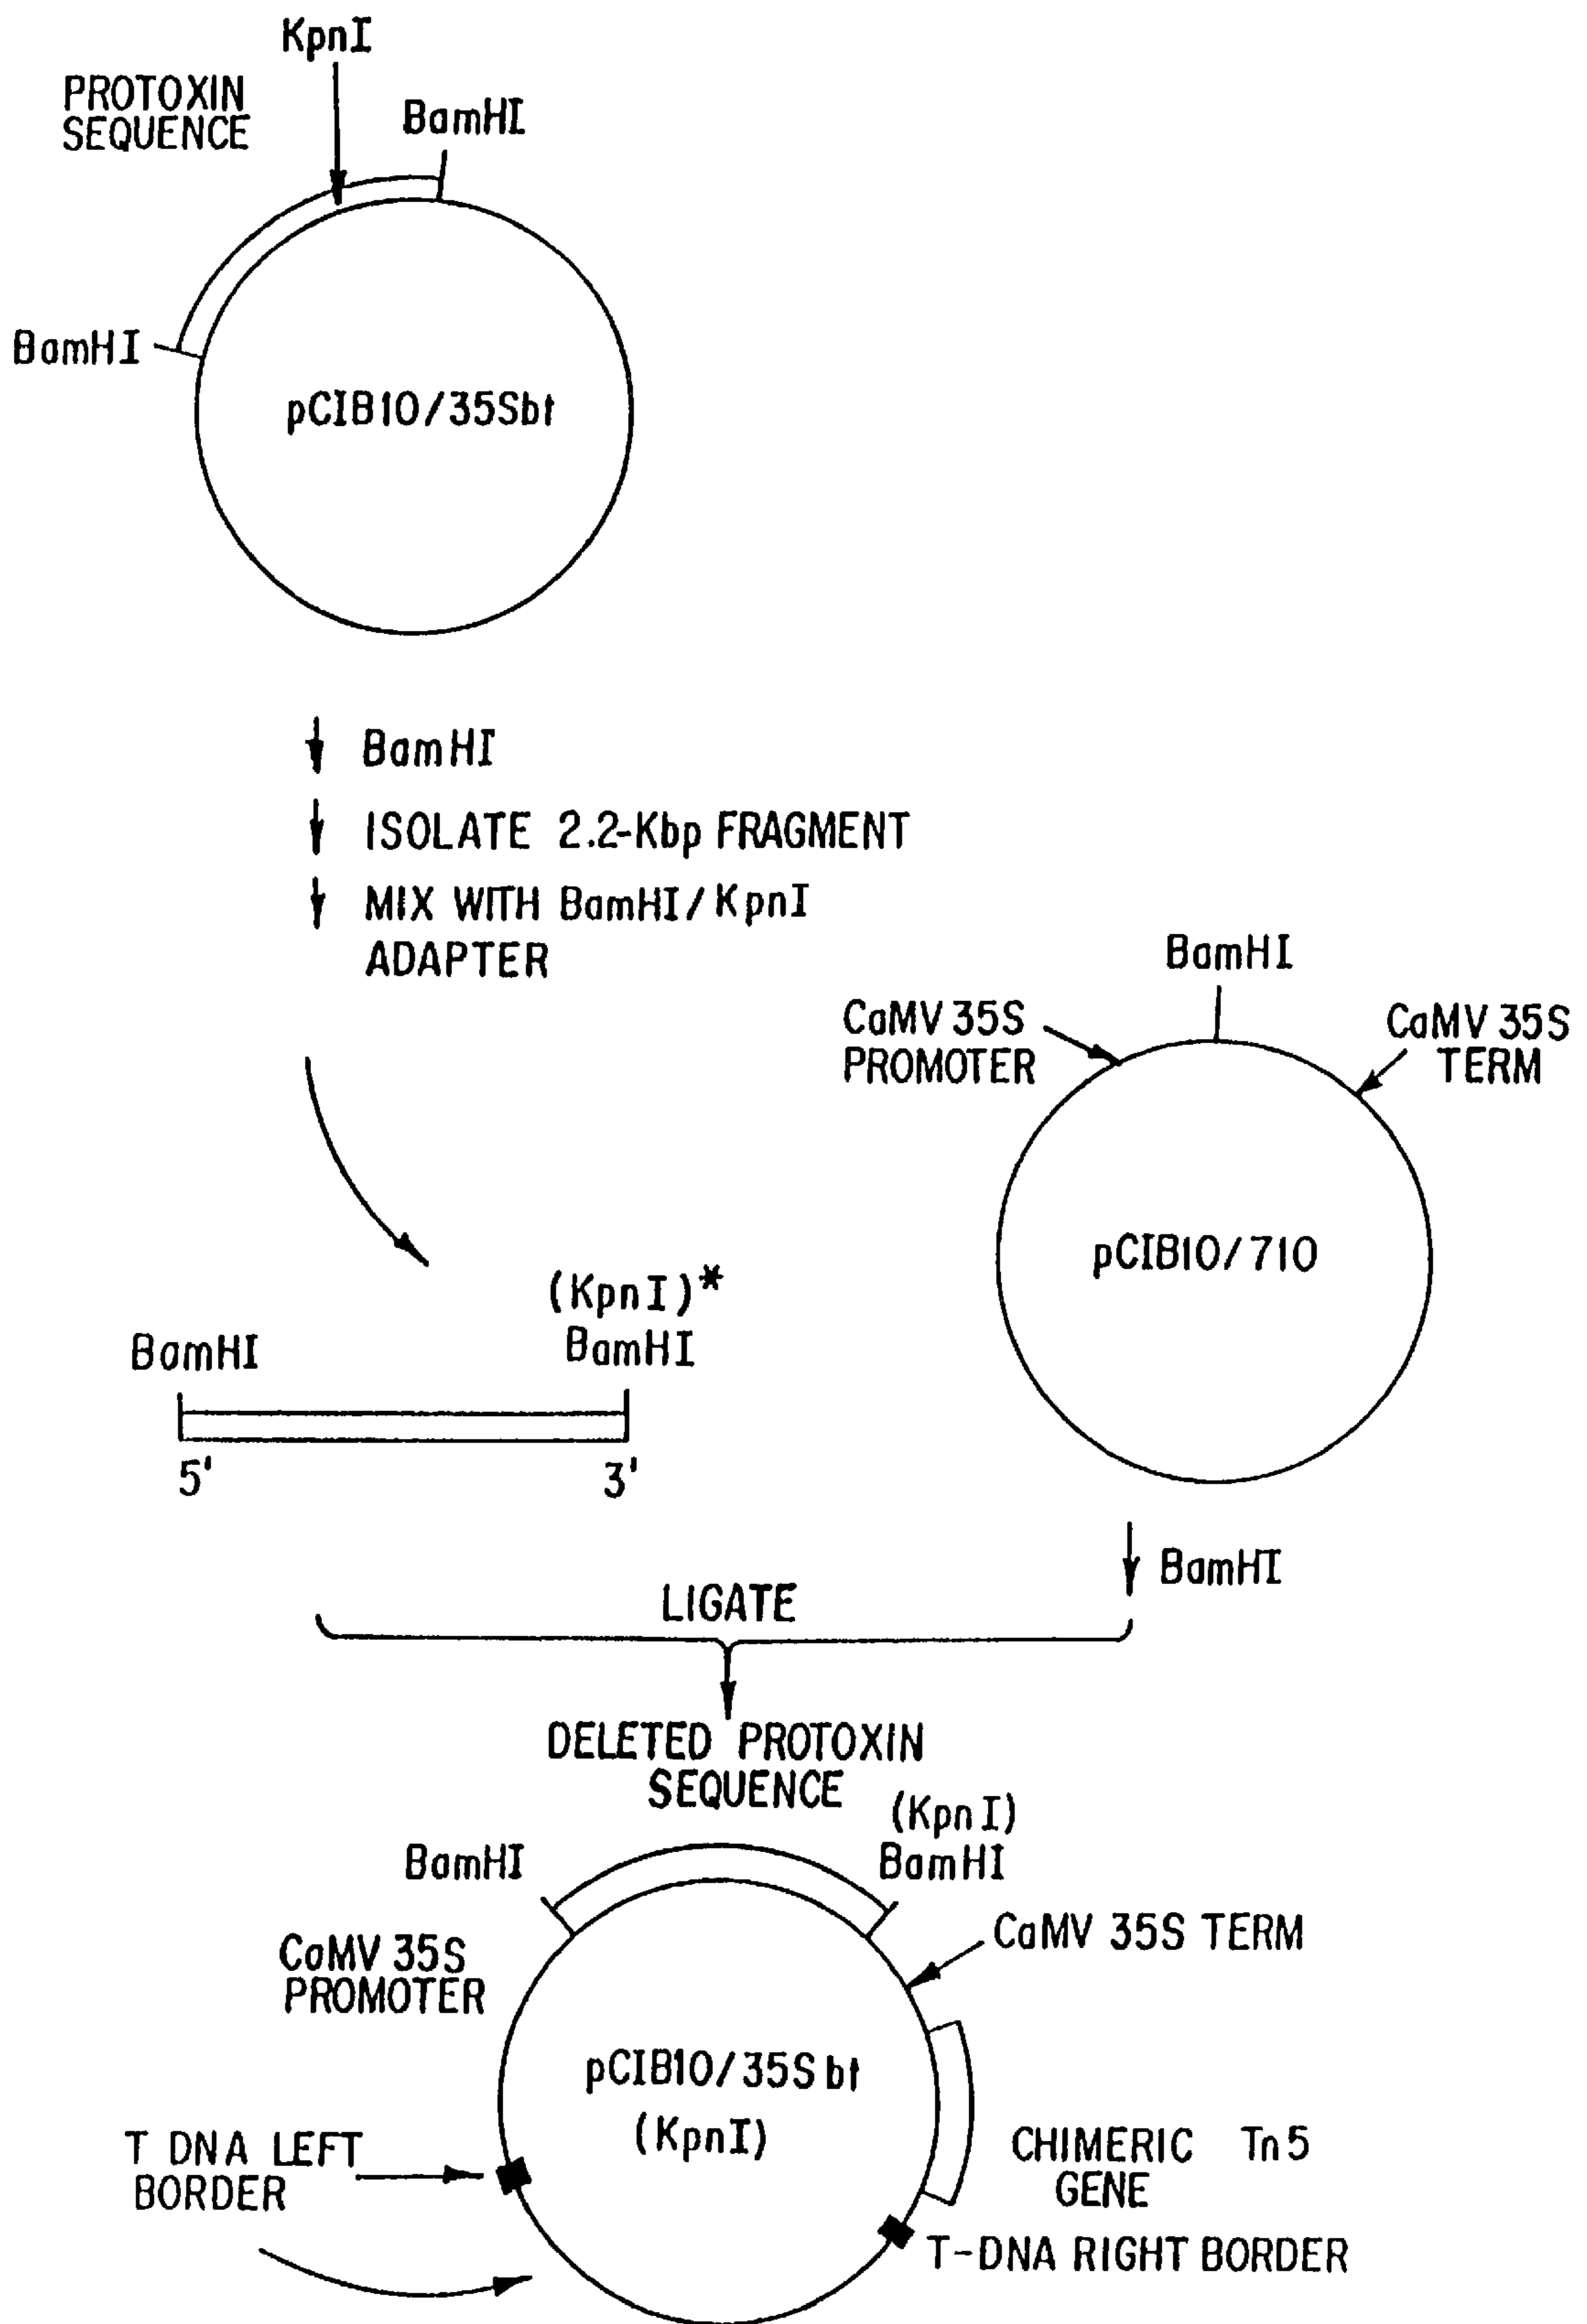 KpnI
PROTOXIN
SEQUENCE
BamHI
BamHI
pCIB10/35Sbt
BamHI
ISOLATE 2.2-Kbp FRAGMENT
MIX WITH BamHI/KpnI
ADAPTER
BamHI
CaMV 35S
PROMOTER
CaMV 35S
TERM
pCIB10/710
(KpnI)*
BamHI
BamHI
5'
3'
BamHI
LIGATE
DELETED PROTOXIN
SEQUENCE
(KpnI)
BamHI
BamHI
CaMV 35S TERM
CaMV 35S
PROMOTER
pCIB10/35Sbt
(KpnI)
T DNA LEFT
BORDER
CHIMERIC Tn5
GENE
T-DNA RIGHT BORDER